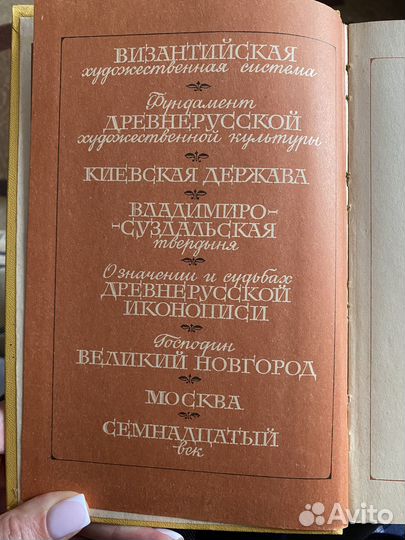 ВИЗАНТИЙСКАЯ
художественная система
Фундамент
ДРЕВНЕРУССКОЙ
художественной культуры
КИЕВСКАЯ ДЕРЖАВА
ВЛАДИМИРО-
-СУЗДАЛЬСКАЯ
твердыня
О значении и судьбах
ДРЕВНЕРУССКОЙ
ИКОНОПИСИ
Господин
ВЕЛИКИЙ НОВГОРОД
МОСКВА
СЕМНАДЦАТЫЙ
век
Avito